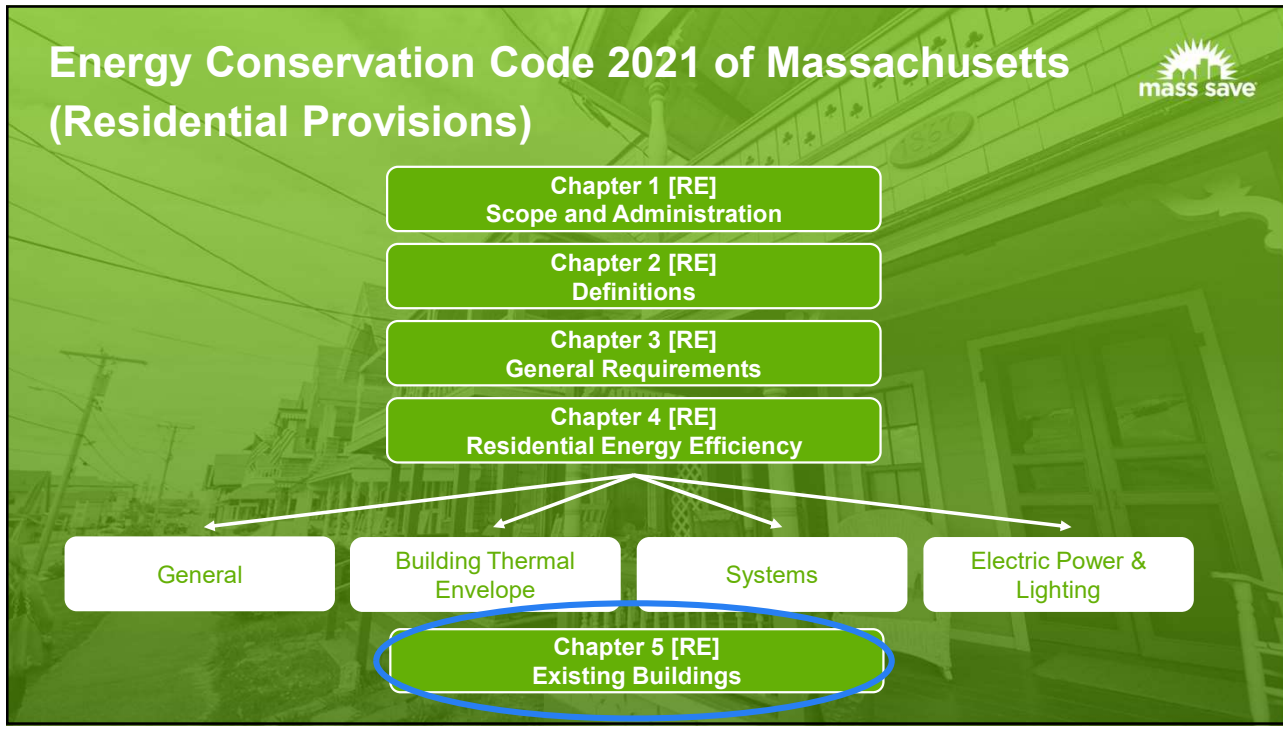 Energy Conservation Code 2021 of Massachusetts
(Residential Provisions)
mass save
Chapter 1 [RE]
Scope and Administration
Chapter 2 [RE]
Definitions
Chapter 3 [RE]
General Requirements
Chapter 4 [RE]
Residential Energy Efficiency
General
Building Thermal
Envelope
Systems
Electric Power &
Lighting
Chapter 5 [RE]
Existing Buildings
1867